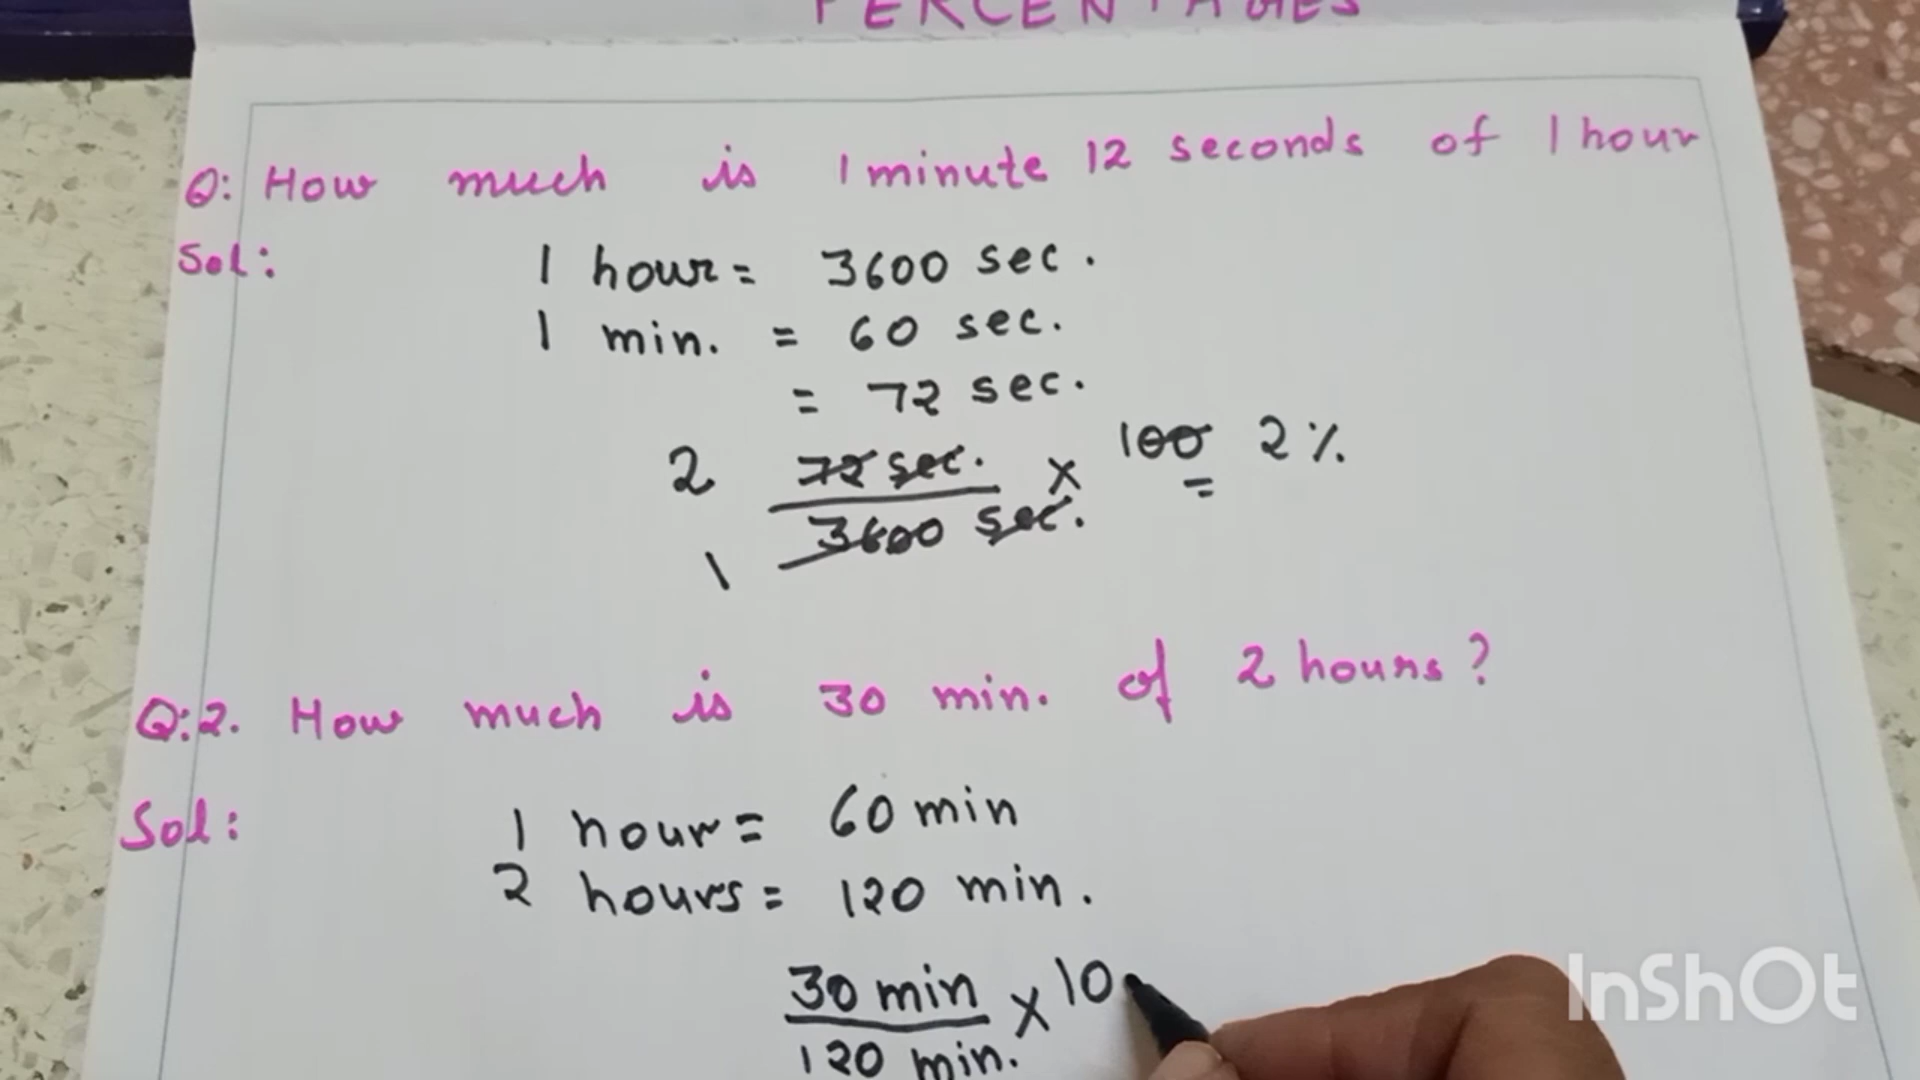 PERCENTAGES
Q: How much is 1 minute 12 seconds of 1 hour
Sol:
1 hour = 3600 sec.
1 min. = 60 sec.
= 72 sec.
2 72 sec. × 100 2%
3600 sec. =
1
Q:2. How much is 30 min. of 2 hours?
Sol:
1 hour = 60 min
2 hours = 120 min.
30 min × 10
120 min.
InShOt